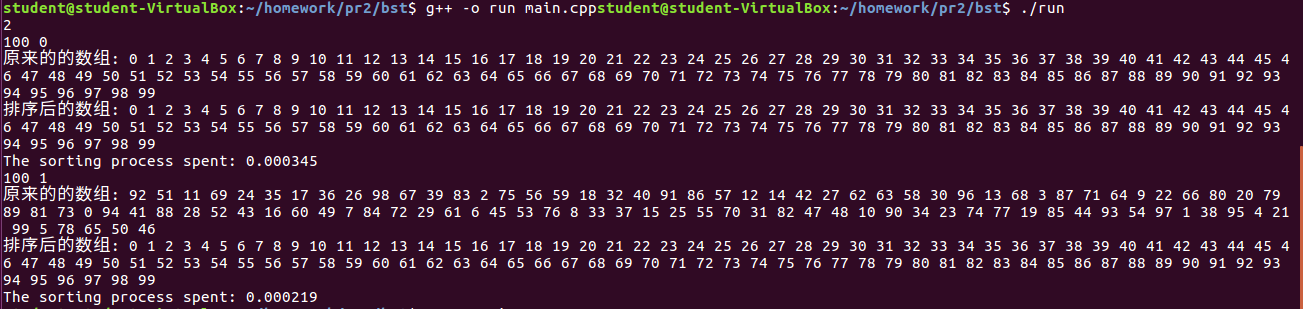 student@student-VirtualBox:~/homework/pr2/bst$ g++ -o run main.cppstudent@student-VirtualBox:~/homework/pr2/bst$ ./run
2
100 0
原来的的数组: 0 1 2 3 4 5 6 7 8 9 10 11 12 13 14 15 16 17 18 19 20 21 22 23 24 25 26 27 28 29 30 31 32 33 34 35 36 37 38 39 40 41 42 43 44 45 4
6 47 48 49 50 51 52 53 54 55 56 57 58 59 60 61 62 63 64 65 66 67 68 69 70 71 72 73 74 75 76 77 78 79 80 81 82 83 84 85 86 87 88 89 90 91 92 93
94 95 96 97 98 99
排序后的数组: 0 1 2 3 4 5 6 7 8 9 10 11 12 13 14 15 16 17 18 19 20 21 22 23 24 25 26 27 28 29 30 31 32 33 34 35 36 37 38 39 40 41 42 43 44 45 4
6 47 48 49 50 51 52 53 54 55 56 57 58 59 60 61 62 63 64 65 66 67 68 69 70 71 72 73 74 75 76 77 78 79 80 81 82 83 84 85 86 87 88 89 90 91 92 93
94 95 96 97 98 99
The sorting process spent: 0.000345
100 1
原来的的数组: 92 51 11 69 24 35 17 36 26 98 67 39 83 2 75 56 59 18 32 40 91 86 57 12 14 42 27 62 63 58 30 96 13 68 3 87 71 64 9 22 66 80 20 79
89 81 73 0 94 41 88 28 52 43 16 60 49 7 84 72 29 61 6 45 53 76 8 33 37 15 25 55 70 31 82 47 48 10 90 34 23 74 77 19 85 44 93 54 97 1 38 95 4 21
99 5 78 65 50 46
排序后的数组: 0 1 2 3 4 5 6 7 8 9 10 11 12 13 14 15 16 17 18 19 20 21 22 23 24 25 26 27 28 29 30 31 32 33 34 35 36 37 38 39 40 41 42 43 44 45 4
6 47 48 49 50 51 52 53 54 55 56 57 58 59 60 61 62 63 64 65 66 67 68 69 70 71 72 73 74 75 76 77 78 79 80 81 82 83 84 85 86 87 88 89 90 91 92 93
94 95 96 97 98 99
The sorting process spent: 0.000219